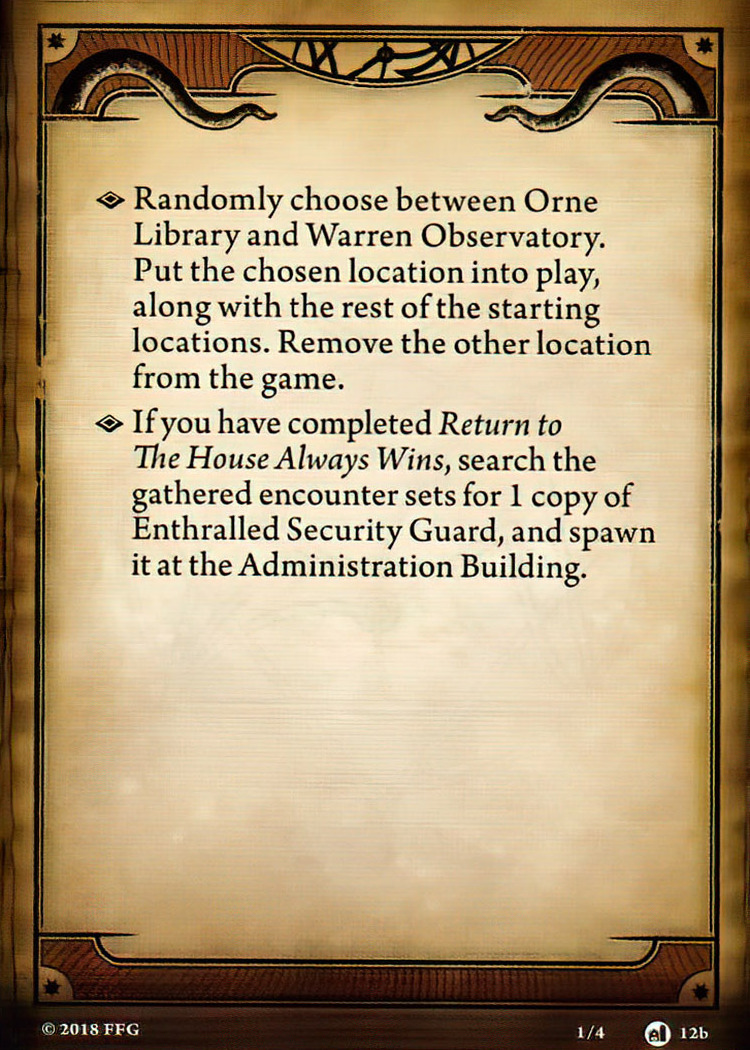 Randomly choose between Orne
Library and Warren Observatory.
Put the chosen location into play,
along with the rest of the starting
locations. Remove the other location
from the game.
If you have completed Return to
The House Always Wins, search the
gathered encounter sets for 1 copy of
Enthralled Security Guard, and spawn
it at the Administration Building.
© 2018 FFG 1/4 12b